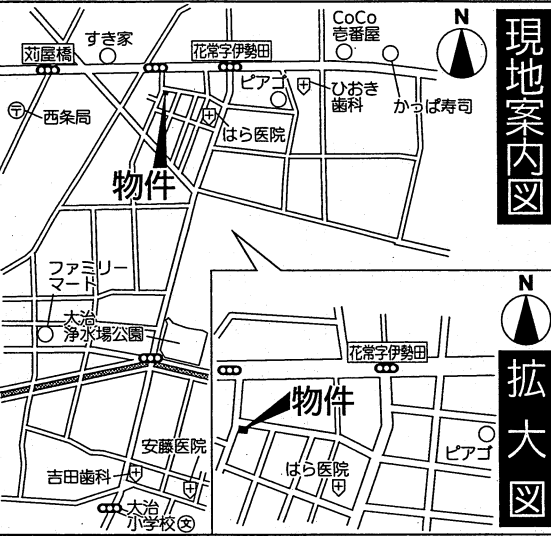 現地案内図
N
CoCo
壱番屋
すき家
苅屋橋
花常字伊勢田
ピアゴ
ひおき
歯科
かっぱ寿司
〒西条局
はら医院
物件
ファミリー
マート
大治
浄水場公園
安藤医院
吉田歯科
大治
小学校文
N
拡大図
花常字伊勢田
物件
はら医院
ピアゴ